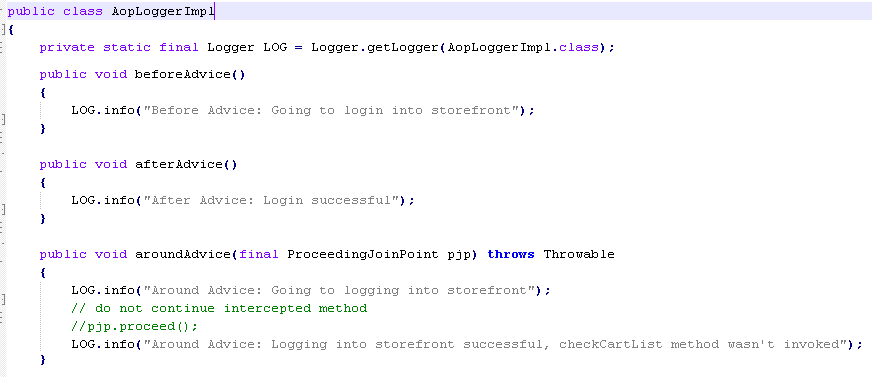 public class AopLoggerImpl
{
private static final Logger LOG = Logger.getLogger(AopLoggerImpl.class);
public void beforeAdvice()
{
LOG.info("Before Advice: Going to login into storefront");
}
public void afterAdvice()
{
LOG.info("After Advice: Login successful");
}
public void aroundAdvice(final ProceedingJoinPoint pjp) throws Throwable
{
LOG.info("Around Advice: Going to logging into storefront");
// do not continue intercepted method
//pjp.proceed();
LOG.info("Around Advice: Logging into storefront successful, checkCartList method wasn't invoked");
}